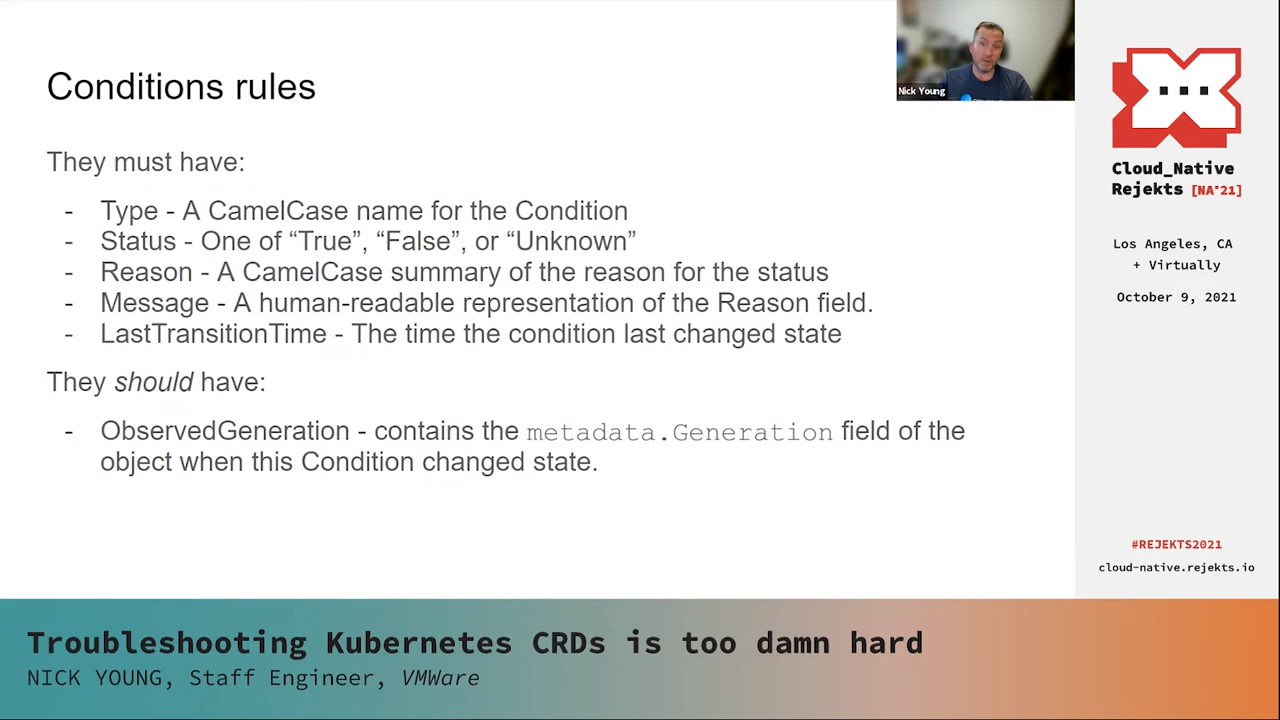 Conditions rules
They must have:
- Type - A CamelCase name for the Condition
- Status - One of “True”, “False”, or “Unknown”
- Reason - A CamelCase summary of the reason for the status
- Message - A human-readable representation of the Reason field.
- LastTransitionTime - The time the condition last changed state
They should have:
- ObservedGeneration - contains the metadata.Generation field of the
object when this Condition changed state.
Nick Young
Cloud_Native
Rejekts [NA'21]
Los Angeles, CA
+ Virtually
October 9, 2021
#REJEKTS2021
cloud-native.rejekts.io
Troubleshooting Kubernetes CRDs is too damn hard
NICK YOUNG, Staff Engineer, VMWare